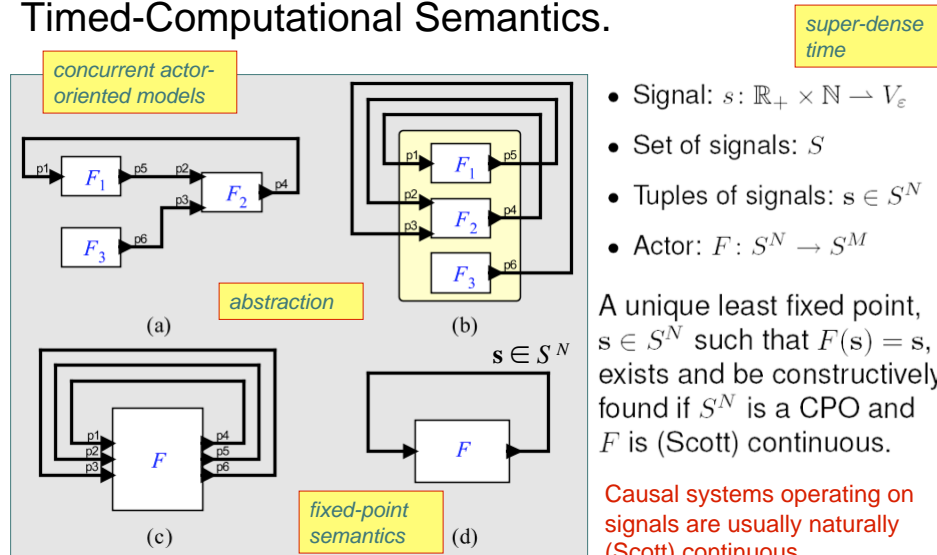 Timed-Computational Semantics.
super-dense
time
concurrent actor-
oriented models
p1 F₁ p5 p2 F₂ p4
p3
F₃ p6
(a)
abstraction
p1 F₁ p5
p2 F₂ p4
p3
F₃ p6
(b)
s ∈ S^N
p1 F p4
p2 p5
p3 p6
(c)
F
fixed-point
semantics
(d)
• Signal: s: ℝ₊ × ℕ ⇀ V_ε
• Set of signals: S
• Tuples of signals: s ∈ S^N
• Actor: F: S^N → S^M
A unique least fixed point,
s ∈ S^N such that F(s) = s,
exists and be constructively
found if S^N is a CPO and
F is (Scott) continuous.
Causal systems operating on
signals are usually naturally
(Scott) continuous